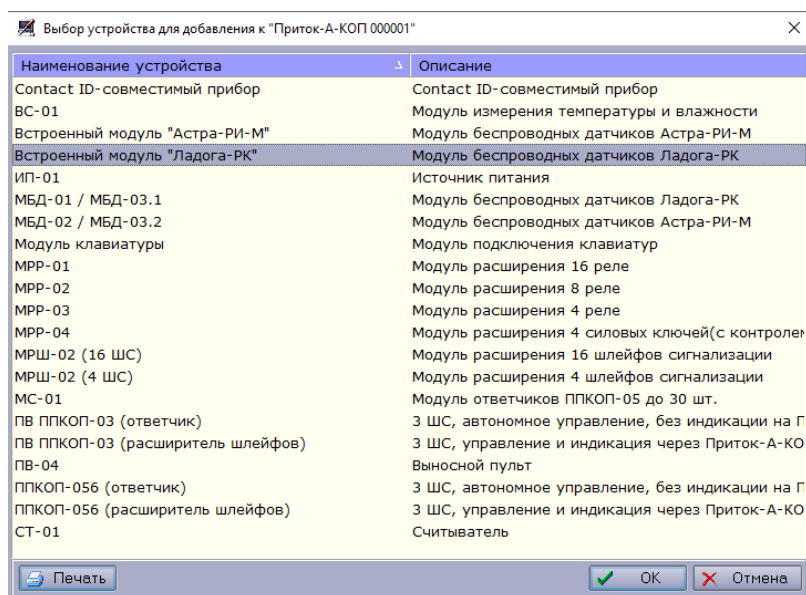 Выбор устройства для добавления к "Приток-А-КОП 000001"
Наименование устройства Описание
Contact ID-совместимый прибор Contact ID-совместимый прибор
ВС-01 Модуль измерения температуры и влажности
Встроенный модуль "Астра-РИ-М" Модуль беспроводных датчиков Астра-РИ-М
Встроенный модуль "Ладога-РК" Модуль беспроводных датчиков Ладога-РК
ИП-01 Источник питания
МБД-01 / МБД-03.1 Модуль беспроводных датчиков Ладога-РК
МБД-02 / МБД-03.2 Модуль беспроводных датчиков Астра-РИ-М
Модуль клавиатуры Модуль подключения клавиатур
МРР-01 Модуль расширения 16 реле
МРР-02 Модуль расширения 8 реле
МРР-03 Модуль расширения 4 реле
МРР-04 Модуль расширения 4 силовых ключей(с контролем
МРШ-02 (16 ШС) Модуль расширения 16 шлейфов сигнализации
МРШ-02 (4 ШС) Модуль расширения 4 шлейфов сигнализации
МС-01 Модуль ответчиков ППКОП-05 до 30 шт.
ПВ ППКОП-03 (ответчик) 3 ШС, автономное управление, без индикации на П
ПВ ППКОП-03 (расширитель шлейфов) 3 ШС, управление и индикация через Приток-А-КО
ПВ-04 Выносной пульт
ППКОП-056 (ответчик) 3 ШС, автономное управление, без индикации на П
ППКОП-056 (расширитель шлейфов) 3 ШС, управление и индикация через Приток-А-КО
СТ-01 Считыватель
Печать ОК Отмена